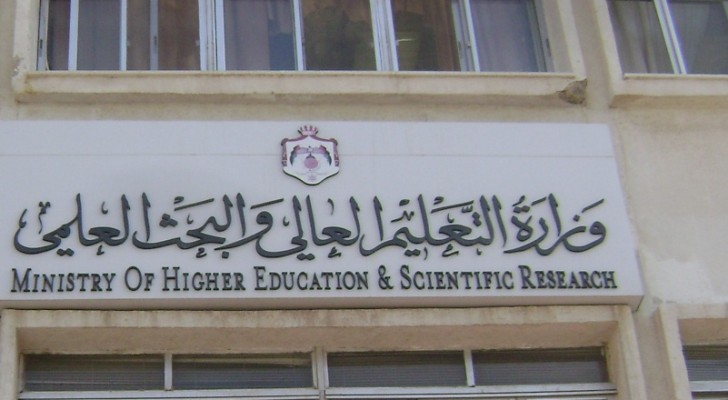 وزارة التعليم العالي والبحث العلمي
MINISTRY OF HIGHER EDUCATION & SCIENTIFIC RESEARCH